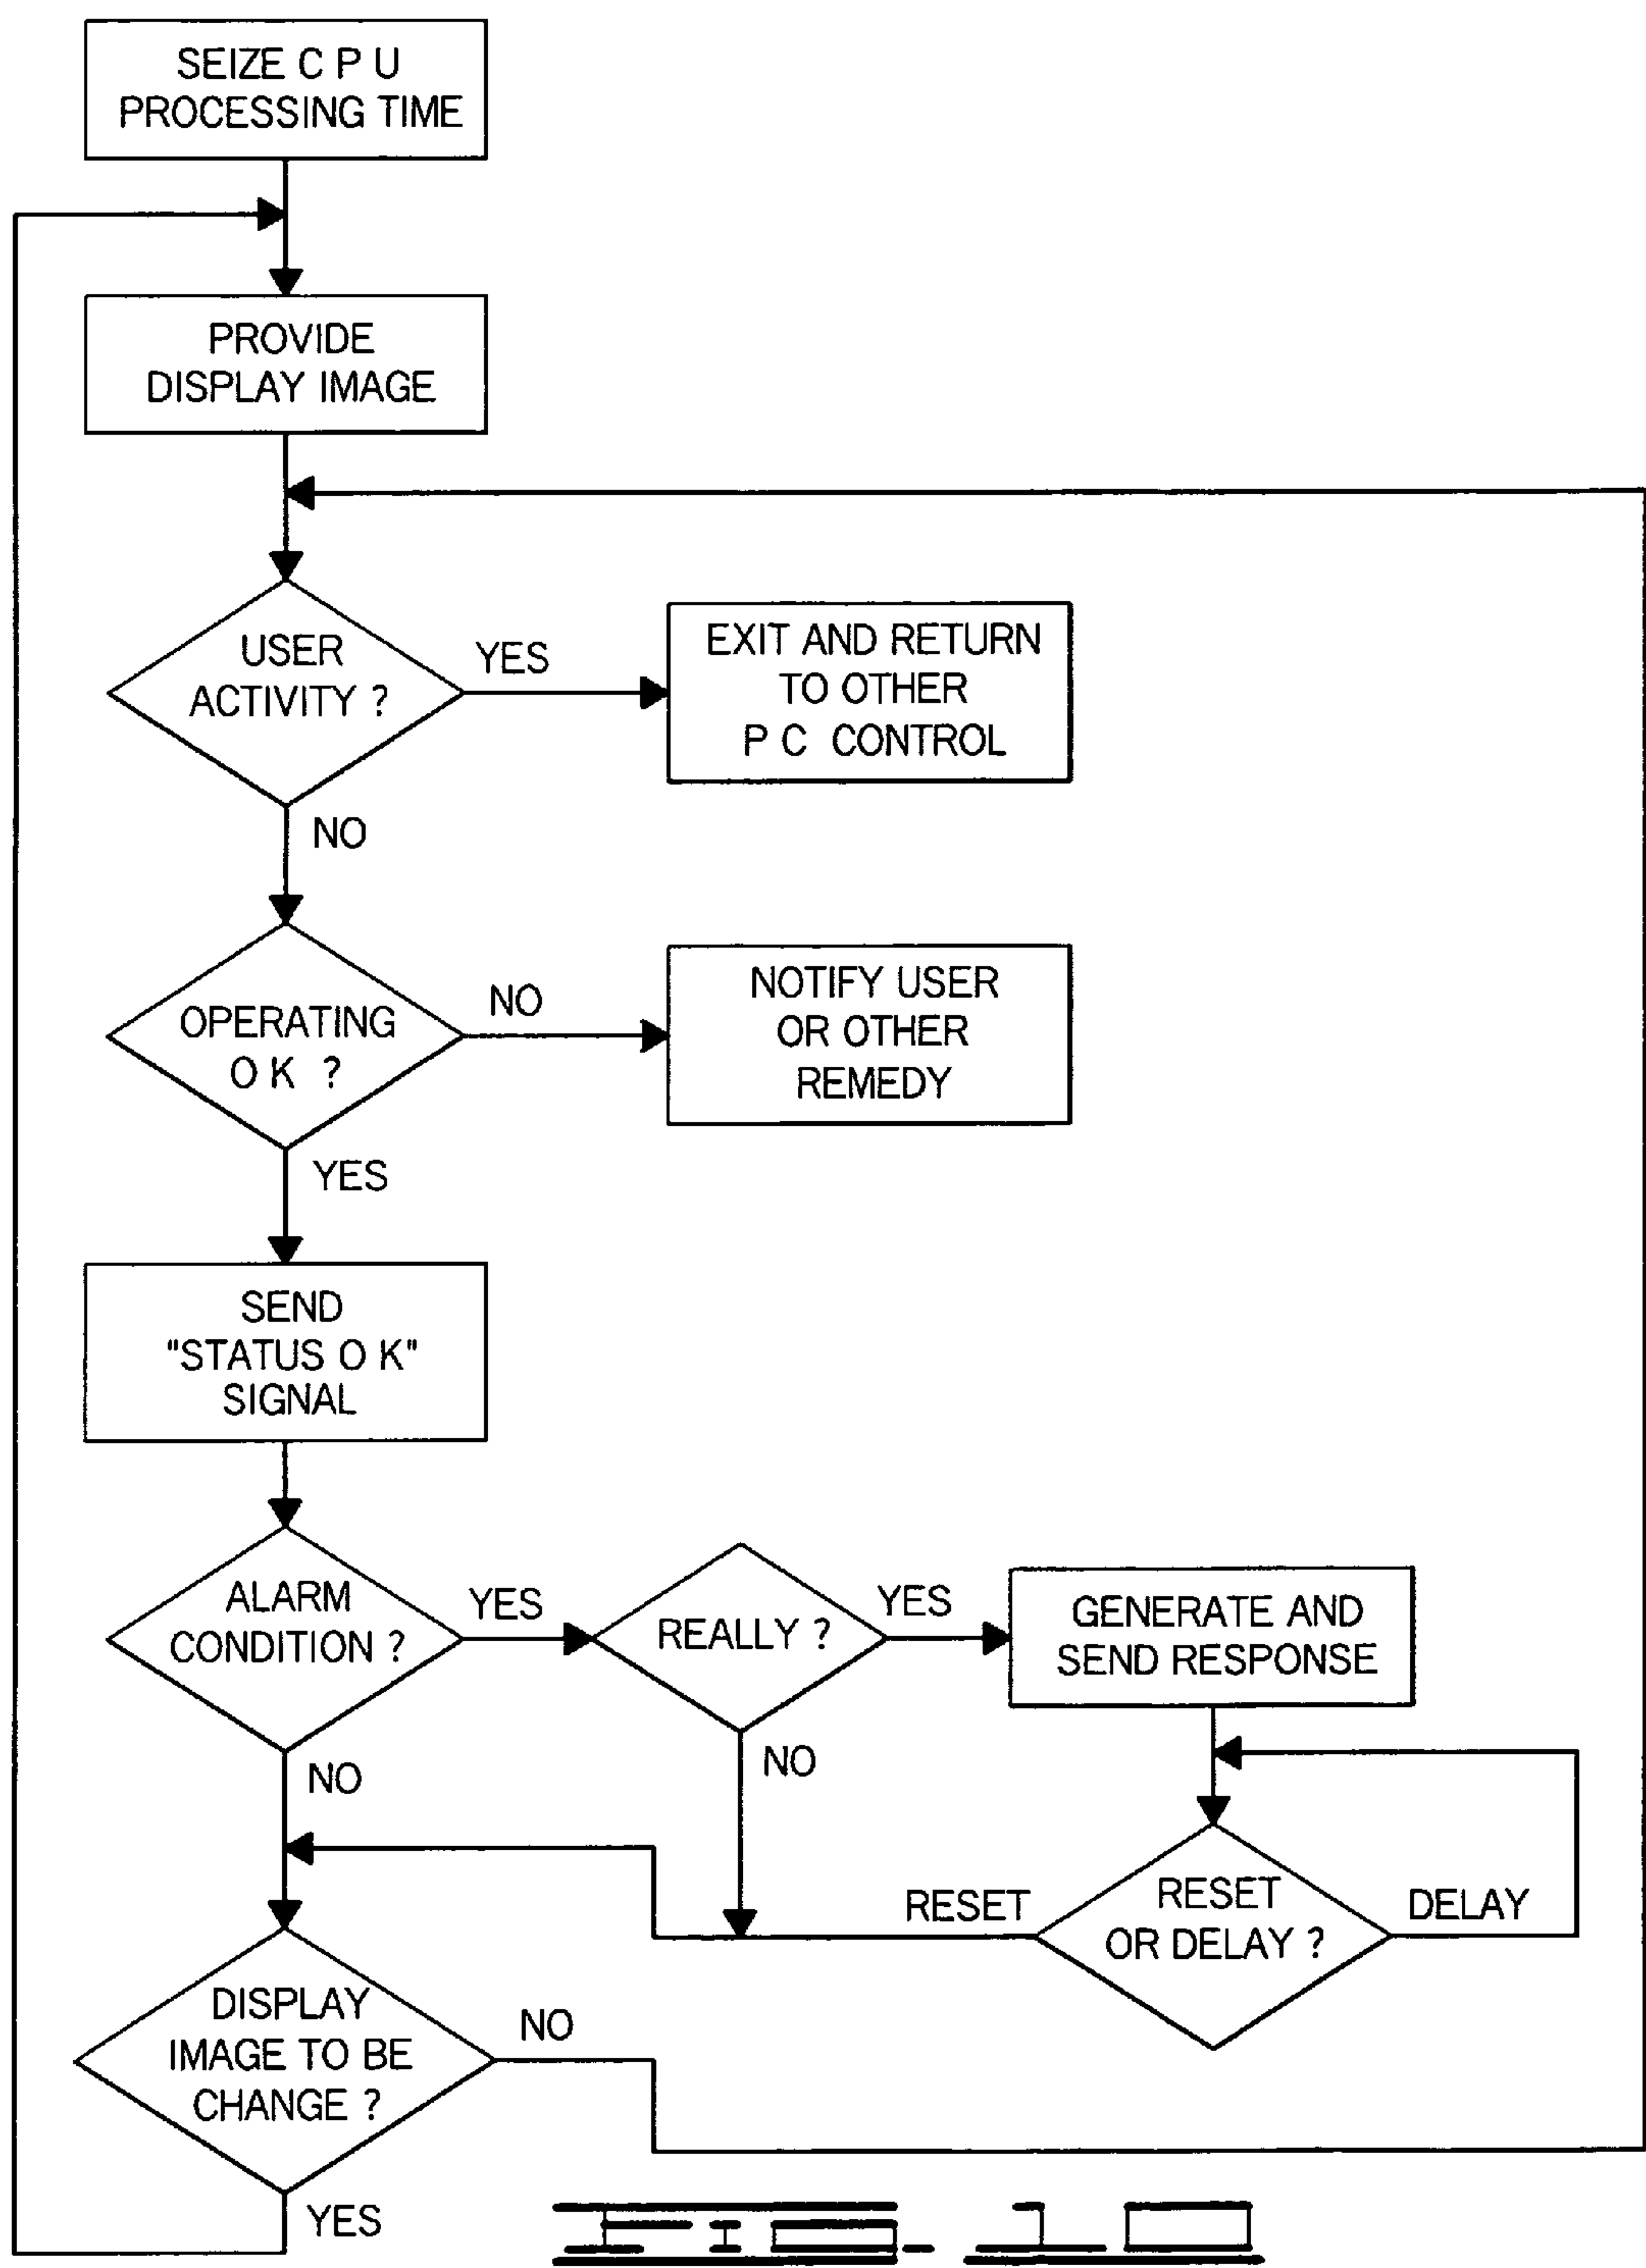 SEIZE C P U
PROCESSING TIME
PROVIDE
DISPLAY IMAGE
USER
ACTIVITY ?
YES
EXIT AND RETURN
TO OTHER
P C CONTROL
NO
OPERATING
O K ?
NO
NOTIFY USER
OR OTHER
REMEDY
YES
SEND
"STATUS O K"
SIGNAL
ALARM
CONDITION ?
YES
REALLY ?
YES
GENERATE AND
SEND RESPONSE
NO
NO
RESET
RESET
OR DELAY ?
DELAY
DISPLAY
IMAGE TO BE
CHANGE ?
NO
YES